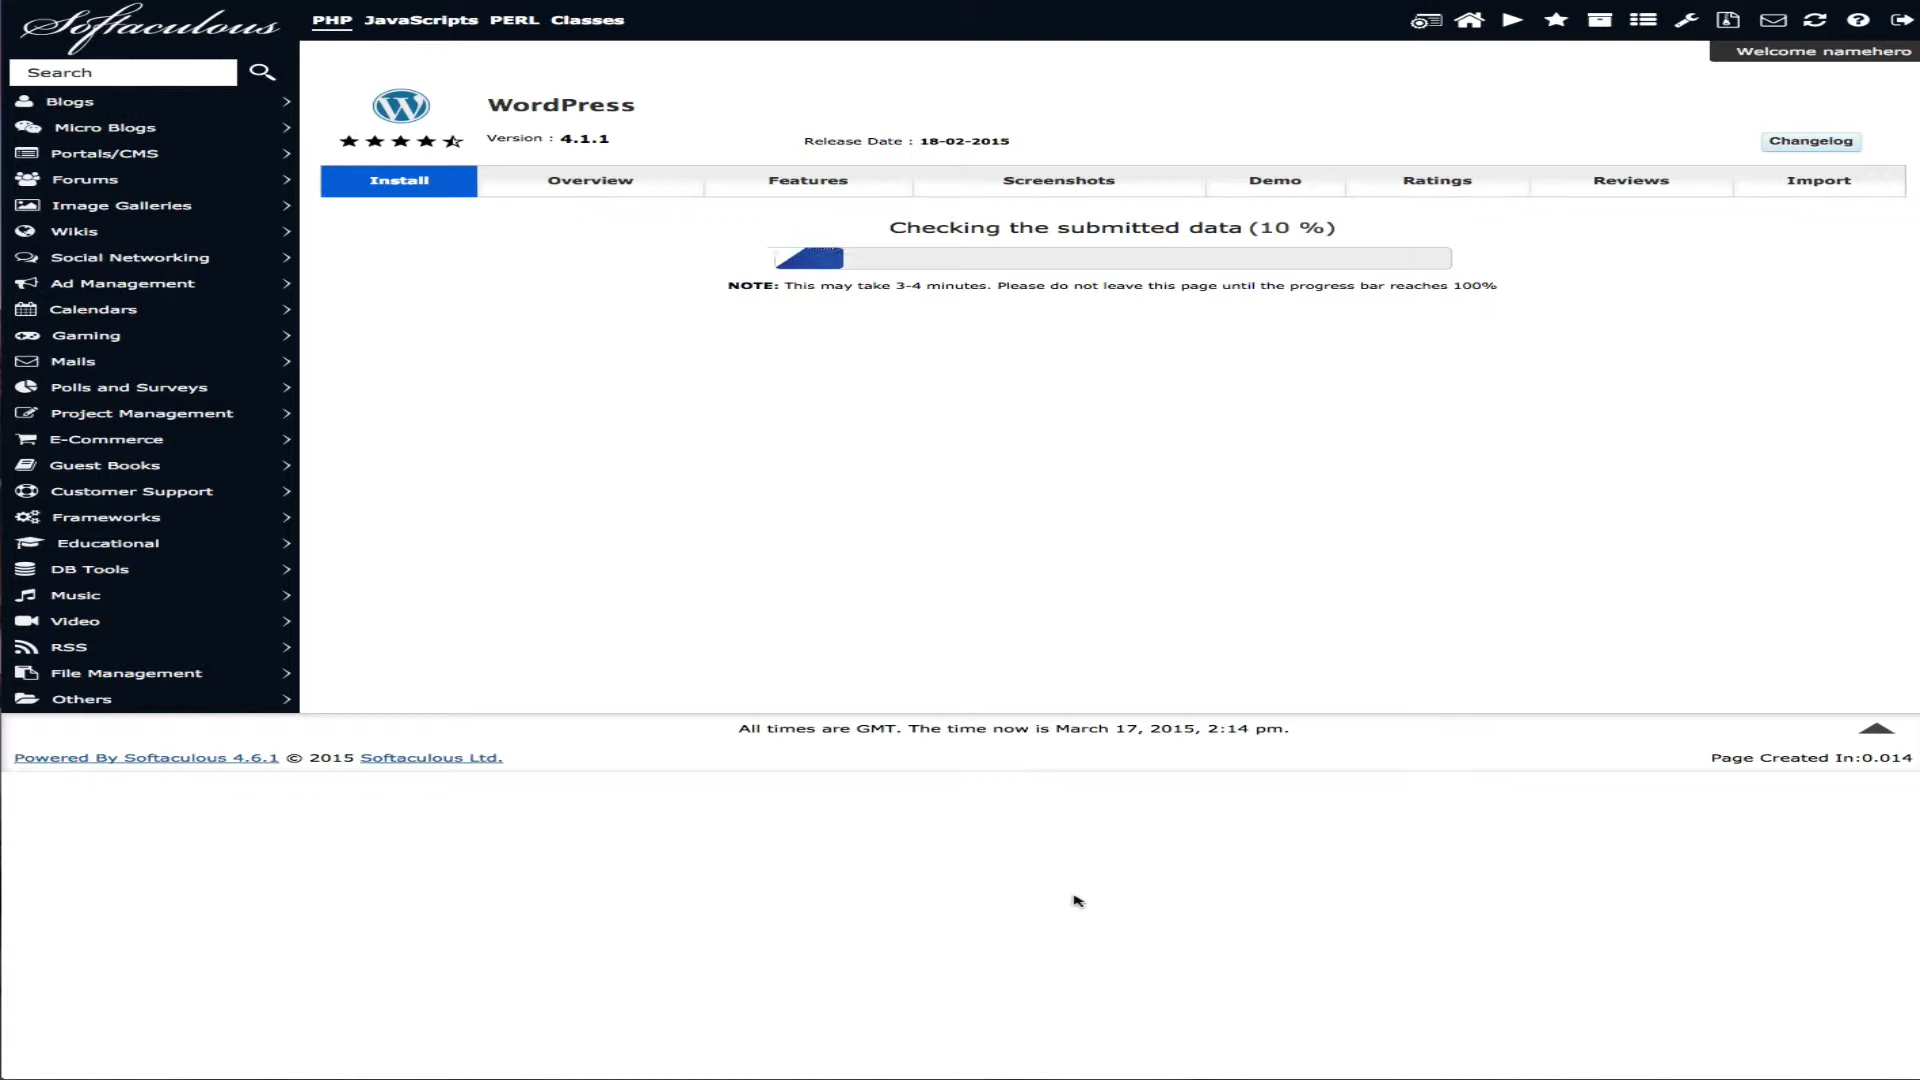 Softaculous
PHP JavaScripts PERL Classes
Welcome namehero
Search
Blogs
Micro Blogs
Portals/CMS
Forums
Image Galleries
Wikis
Social Networking
Ad Management
Calendars
Gaming
Mails
Polls and Surveys
Project Management
E-Commerce
Guest Books
Customer Support
Frameworks
Educational
DB Tools
Music
Video
RSS
File Management
Others
WordPress
Version : 4.1.1
Release Date : 18-02-2015
Changelog
Install Overview Features Screenshots Demo Ratings Reviews Import
Checking the submitted data (10 %)
NOTE: This may take 3-4 minutes. Please do not leave this page until the progress bar reaches 100%
All times are GMT. The time now is March 17, 2015, 2:14 pm.
Powered By Softaculous 4.6.1 © 2015 Softaculous Ltd.
Page Created In:0.014